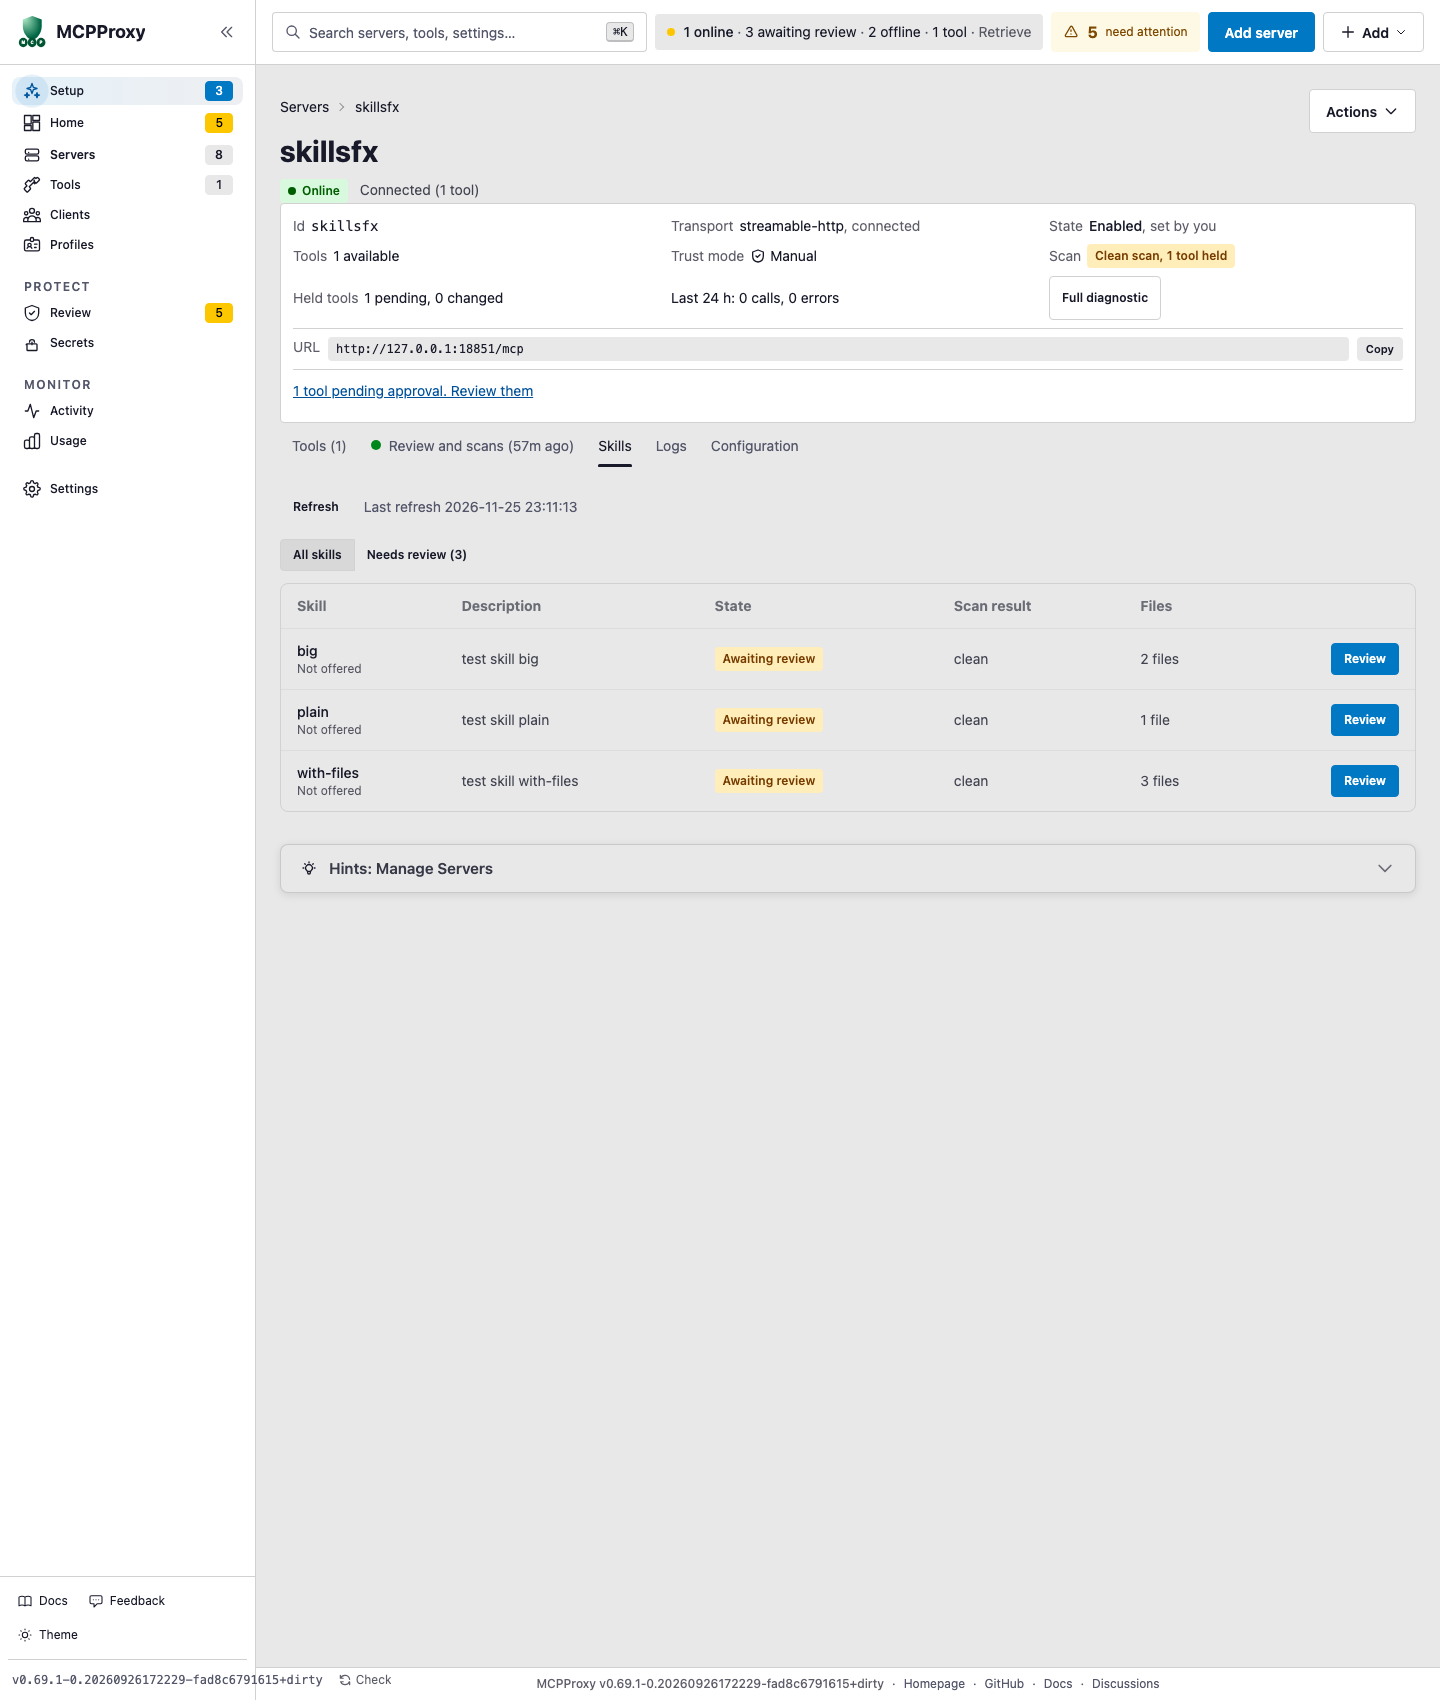 MCPProxy
Search servers, tools, settings... ⌘K
1 online · 3 awaiting review · 2 offline · 1 tool · Retrieve
5 need attention
Add server
Add
Setup 3
Home 5
Servers 8
Tools 1
Clients
Profiles
PROTECT
Review 5
Secrets
MONITOR
Activity
Usage
Settings
Servers > skillsfx
Actions
skillsfx
Online Connected (1 tool)
Id skillsfx Transport streamable-http, connected State Enabled, set by you
Tools 1 available Trust mode Manual Scan Clean scan, 1 tool held
Held tools 1 pending, 0 changed Last 24 h: 0 calls, 0 errors Full diagnostic
URL http://127.0.0.1:18851/mcp Copy
1 tool pending approval. Review them
Tools (1) Review and scans (57m ago) Skills Logs Configuration
Refresh Last refresh 2026-11-25 23:11:13
All skills Needs review (3)
Skill Description State Scan result Files
big
Not offered
test skill big Awaiting review clean 2 files Review
plain
Not offered
test skill plain Awaiting review clean 1 file Review
with-files
Not offered
test skill with-files Awaiting review clean 3 files Review
Hints: Manage Servers
Docs Feedback
Theme
v0.69.1-0.20260926172229-fad8c6791615+dirty Check
MCPProxy v0.69.1-0.20260926172229-fad8c6791615+dirty · Homepage · GitHub · Docs · Discussions